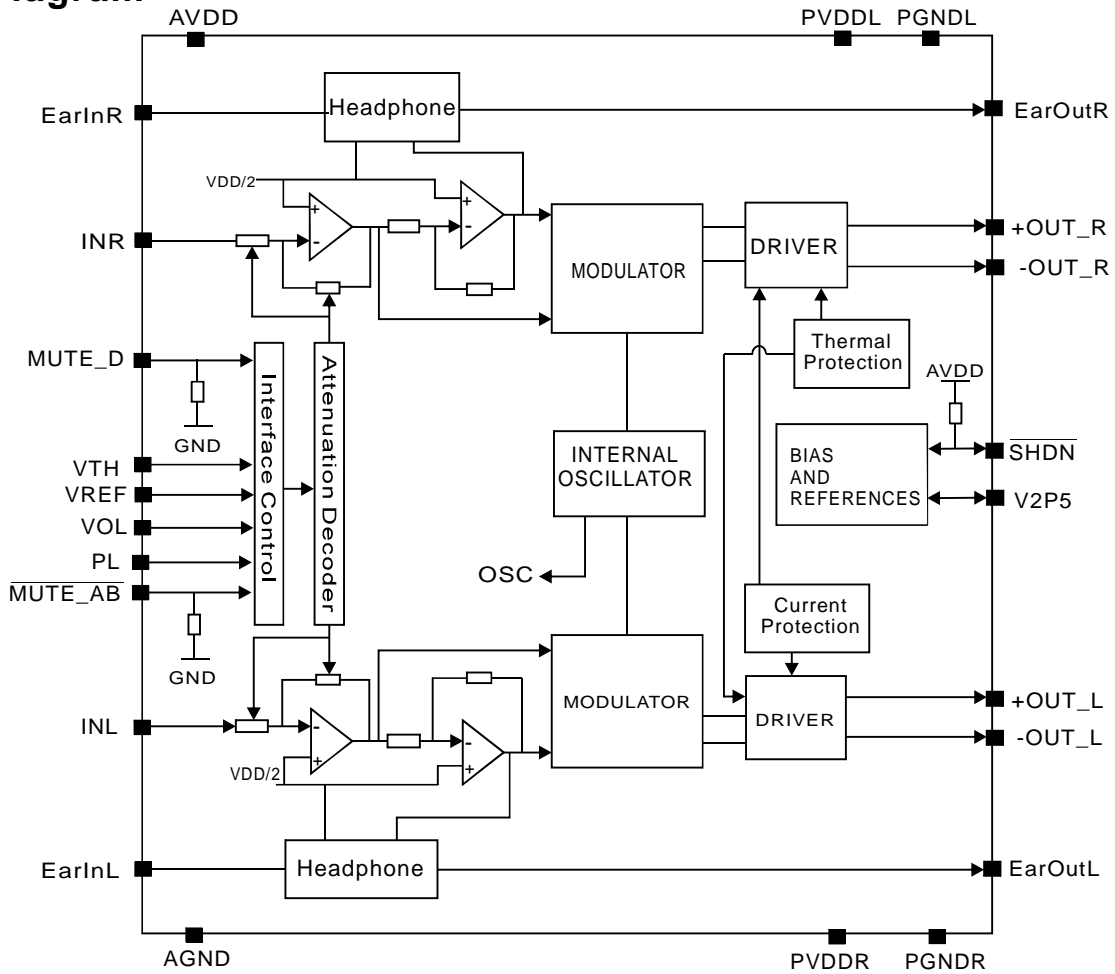 AVDD
PVDDL
PGNDL
EarInR
Headphone
EarOutR
VDD/2
+
-
+
-
INR
MODULATOR
DRIVER
+OUT_R
-OUT_R
MUTE_D
GND
Thermal
Protection
AVDD
Interface Control
Attenuation Decoder
VTH
VREF
VOL
PL
MUTE_AB
GND
INTERNAL
OSCILLATOR
OSC
BIAS
AND
REFERENCES
SHDN
V2P5
Current
Protection
INL
-
+
-
+
VDD/2
MODULATOR
DRIVER
+OUT_L
-OUT_L
EarInL
Headphone
EarOutL
AGND
PVDDR
PGNDR